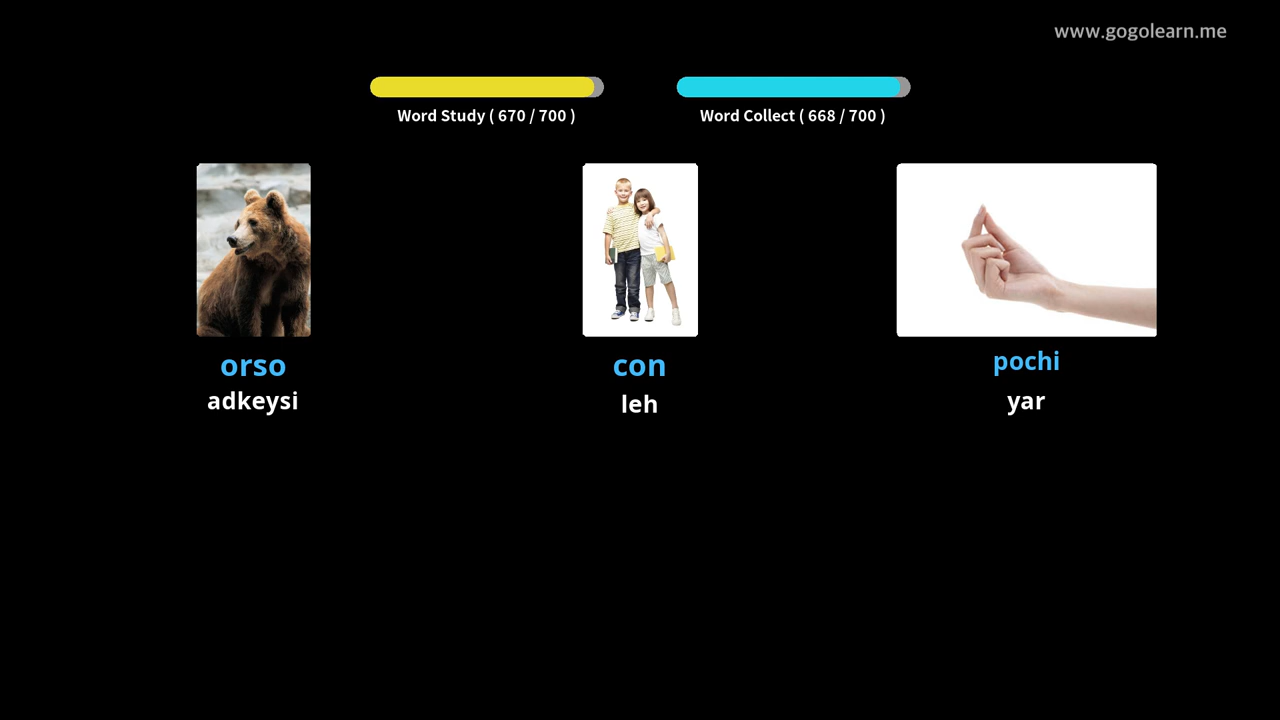 www.gogolearn.me
Word Study ( 670 / 700 )
Word Collect ( 668 / 700 )
orso
adkeysi
con
leh
pochi
yar